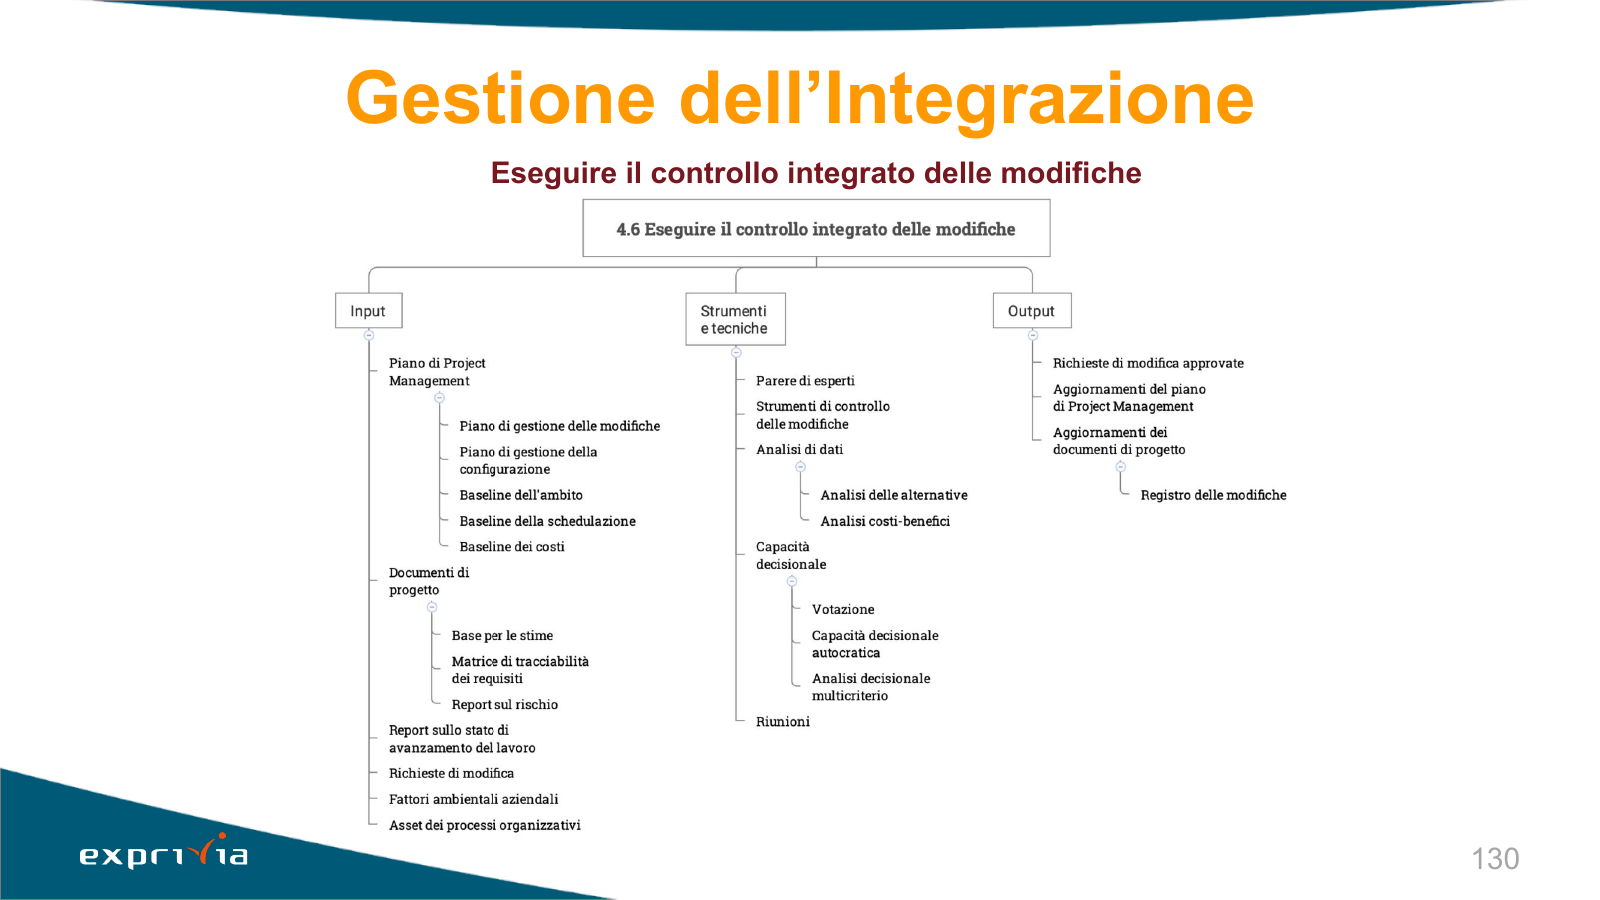 Gestione dell’Integrazione
Eseguire il controllo integrato delle modifiche
4.6 Eseguire il controllo integrato delle modifiche
Input
Piano di Project
Management
Piano di gestione delle modifiche
Piano di gestione della
configurazione
Baseline dell'ambito
Baseline della schedulazione
Baseline dei costi
Documenti di
progetto
Base per le stime
Matrice di tracciabilità
dei requisiti
Report sul rischio
Report sullo stato di
avanzamento del lavoro
Richieste di modifica
Fattori ambientali aziendali
Asset dei processi organizzativi
Strumenti
e tecniche
Parere di esperti
Strumenti di controllo
delle modifiche
Analisi di dati
Analisi delle alternative
Analisi costi-benefici
Capacità
decisionale
Votazione
Capacità decisionale
autocratica
Analisi decisionale
multicriterio
Riunioni
Output
Richieste di modifica approvate
Aggiornamenti del piano
di Project Management
Aggiornamenti dei
documenti di progetto
Registro delle modifiche
exprivia
130